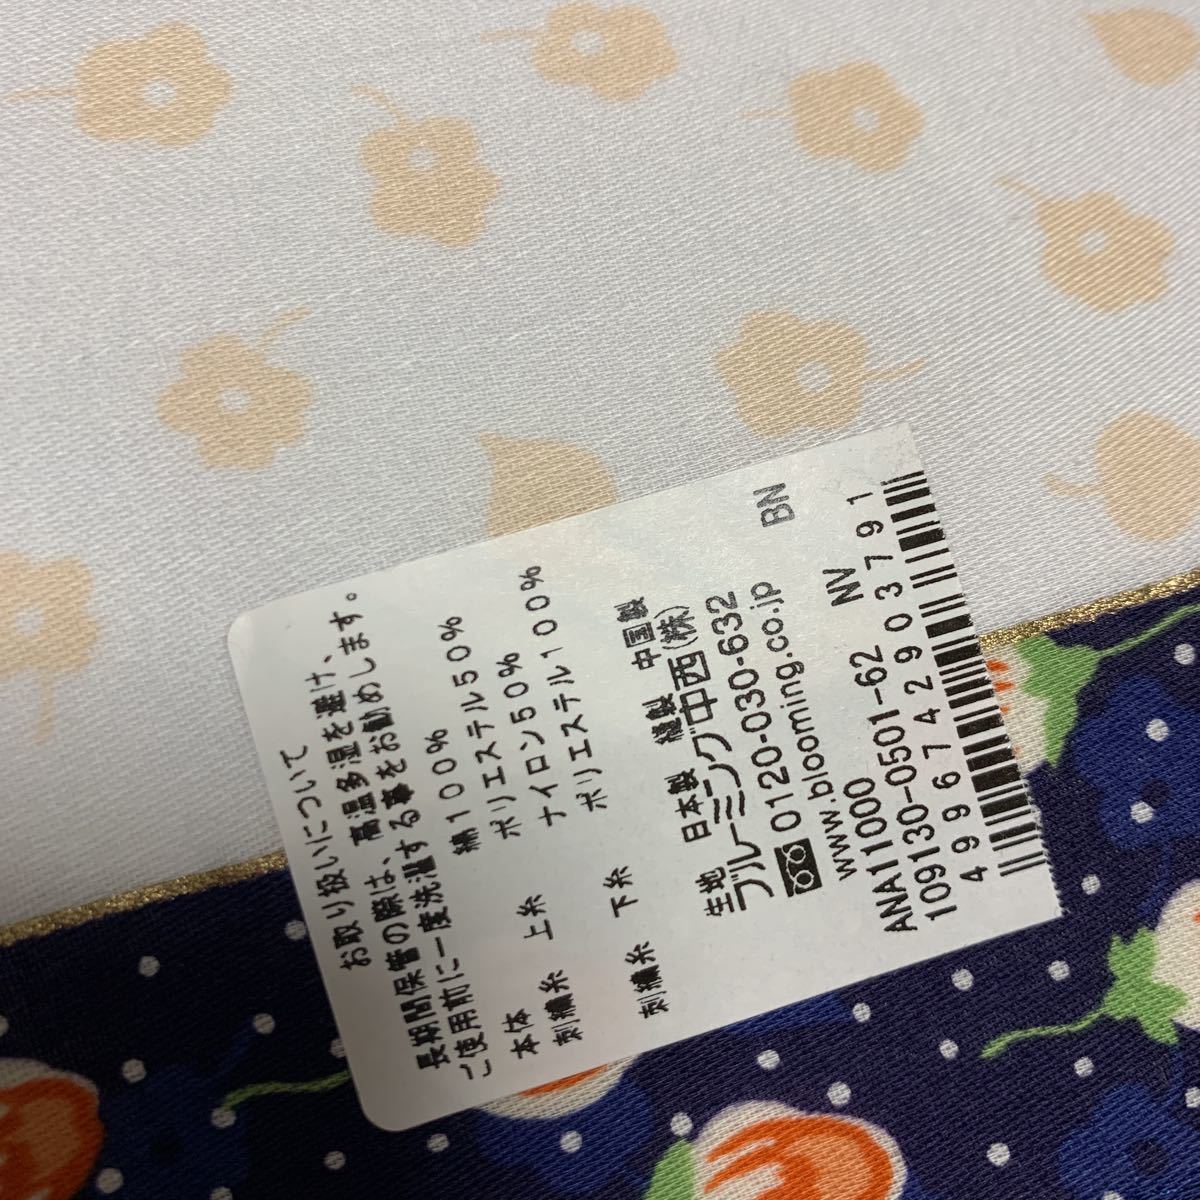 お取り扱いについて
長期間保管の際は、高温多湿を避け、
ご使用前に一度洗濯する事をお勧めします。
本体 綿100%
刺繍糸 上糸 ポリエステル50%
ナイロン50%
刺繍糸 下糸 ポリエステル100%
生地 日本製 縫製 中国製
ブルーミング中西(株)
0120-030-632
www.blooming.co.jp
BN
ANA11000
109130-0501-62 NV
4996742903791